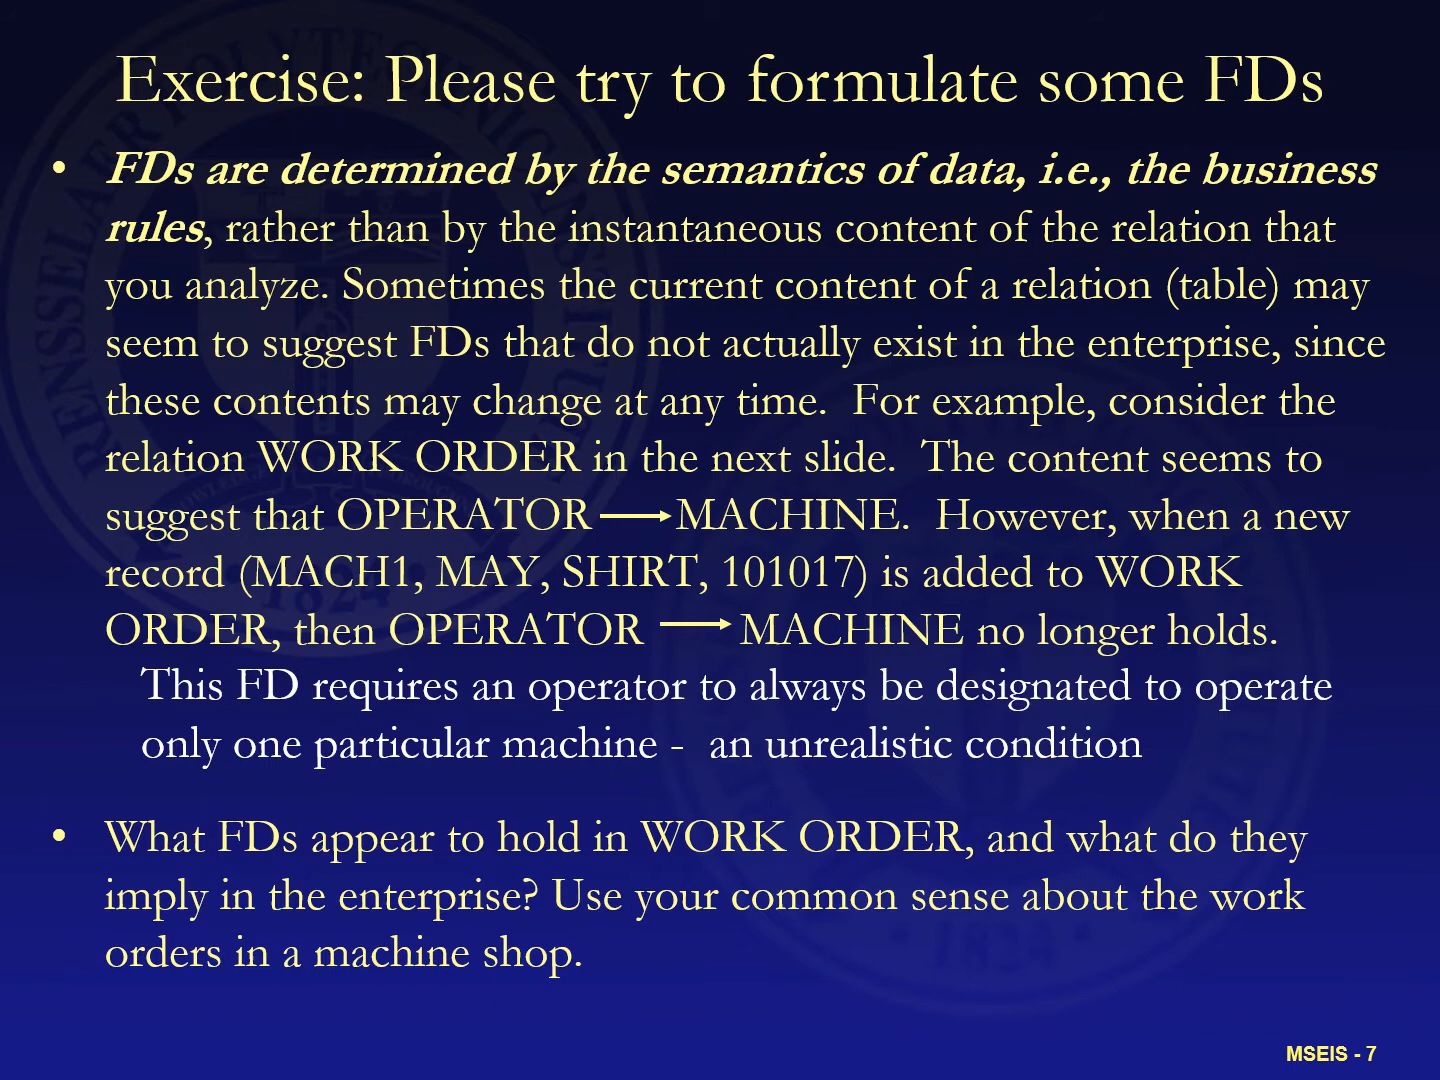 Exercise: Please try to formulate some FDs
• FDs are determined by the semantics of data, i.e., the business
rules, rather than by the instantaneous content of the relation that
you analyze. Sometimes the current content of a relation (table) may
seem to suggest FDs that do not actually exist in the enterprise, since
these contents may change at any time. For example, consider the
relation WORK ORDER in the next slide. The content seems to
suggest that OPERATOR ⟶ MACHINE. However, when a new
record (MACH1, MAY, SHIRT, 101017) is added to WORK
ORDER, then OPERATOR ⟶ MACHINE no longer holds.
This FD requires an operator to always be designated to operate
only one particular machine - an unrealistic condition
• What FDs appear to hold in WORK ORDER, and what do they
imply in the enterprise? Use your common sense about the work
orders in a machine shop.
MSEIS - 7
RENSSELAER POLYTECHNIC INSTITUTE
1824
1824